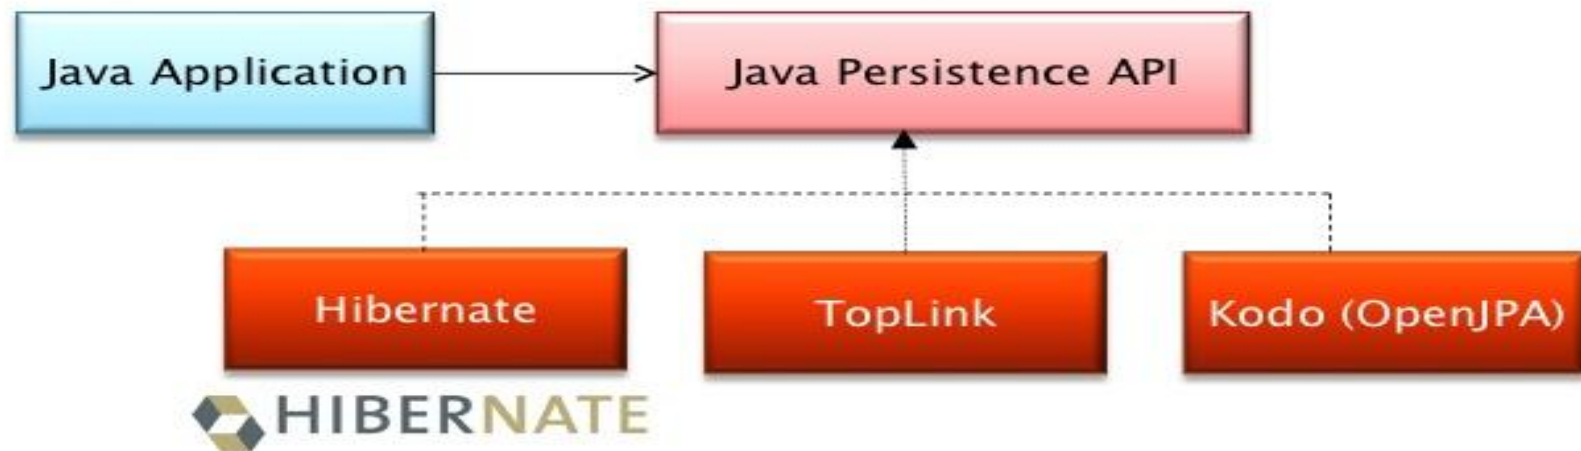 Java Application
Java Persistence API
Hibernate
TopLink
Kodo (OpenJPA)
HIBERNATE